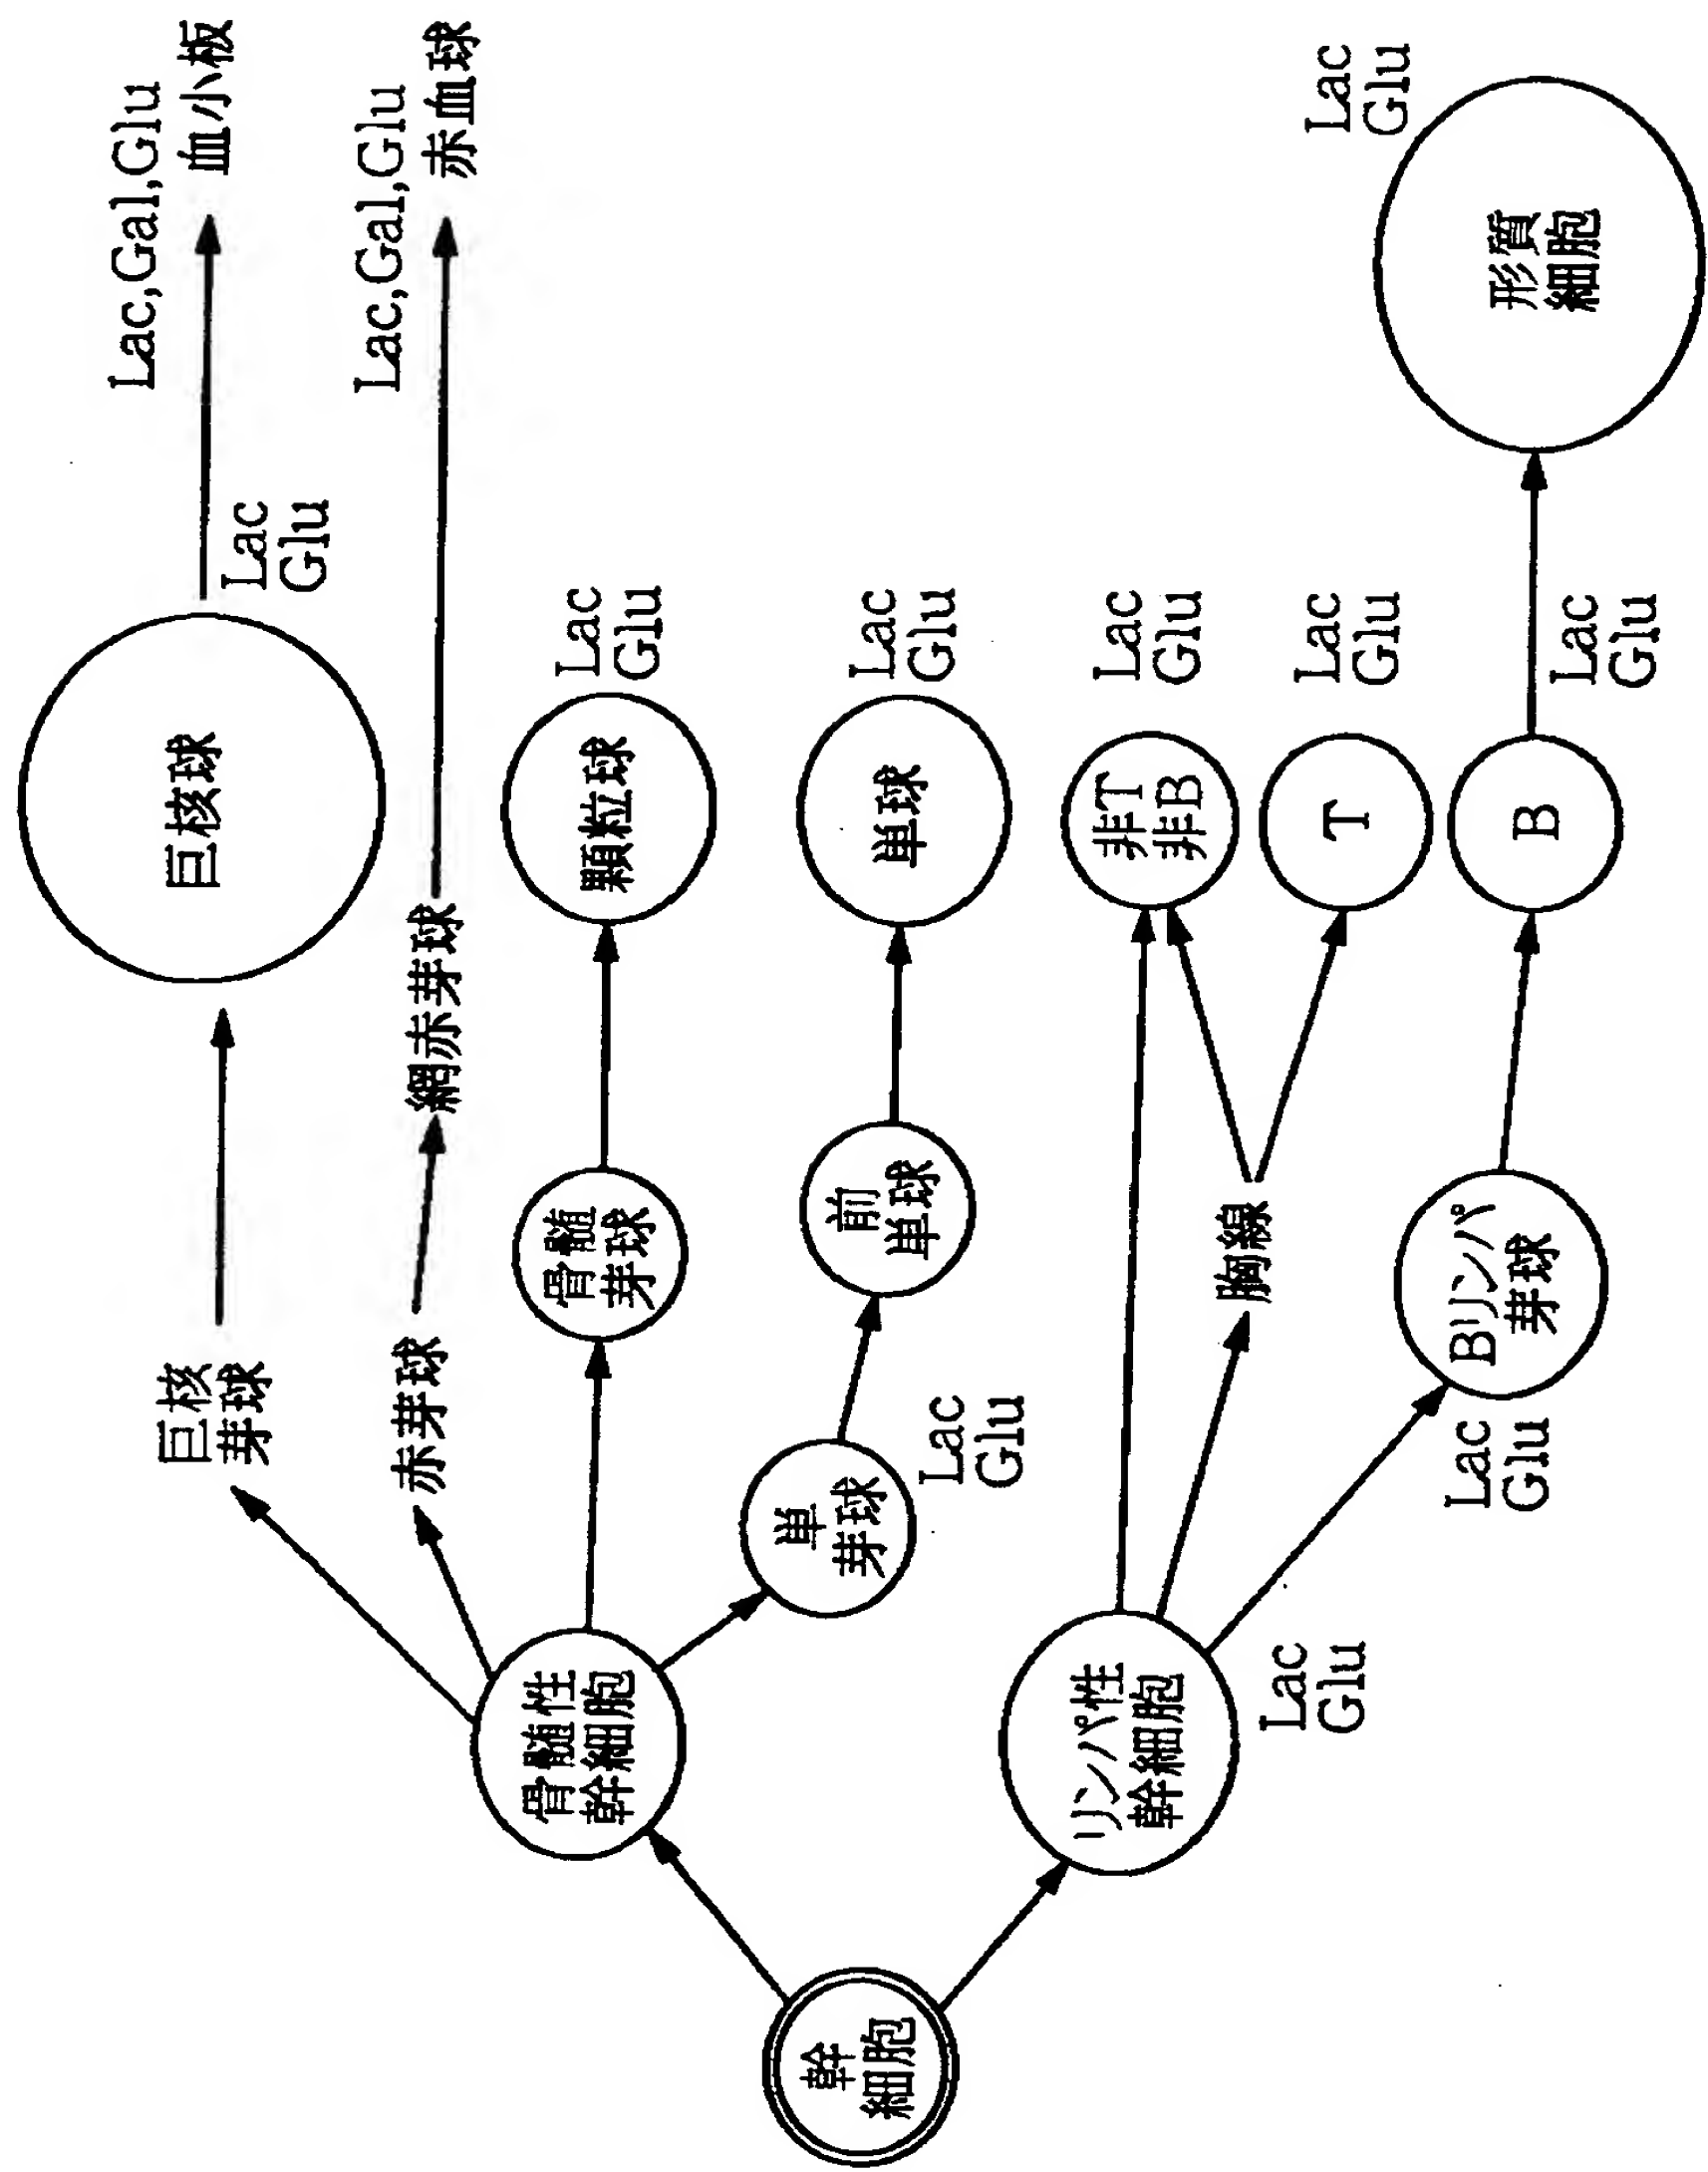 巨核
芽球
巨核球
Lac
Glu
Lac,Gal,Glu
血小板
赤芽球
網赤芽球
Lac,Gal,Glu
赤血球
骨髄性
幹細胞
骨髄
芽球
顆粒球
Lac
Glu
単
芽球
Lac
Glu
前
単球
単球
Lac
Glu
幹
細胞
リンパ性
幹細胞
Lac
Glu
非T
非B
Lac
Glu
胸線
T
Lac
Glu
Bリンパ
芽球
Lac
Glu
B
Lac
Glu
形質
細胞
Lac
Glu